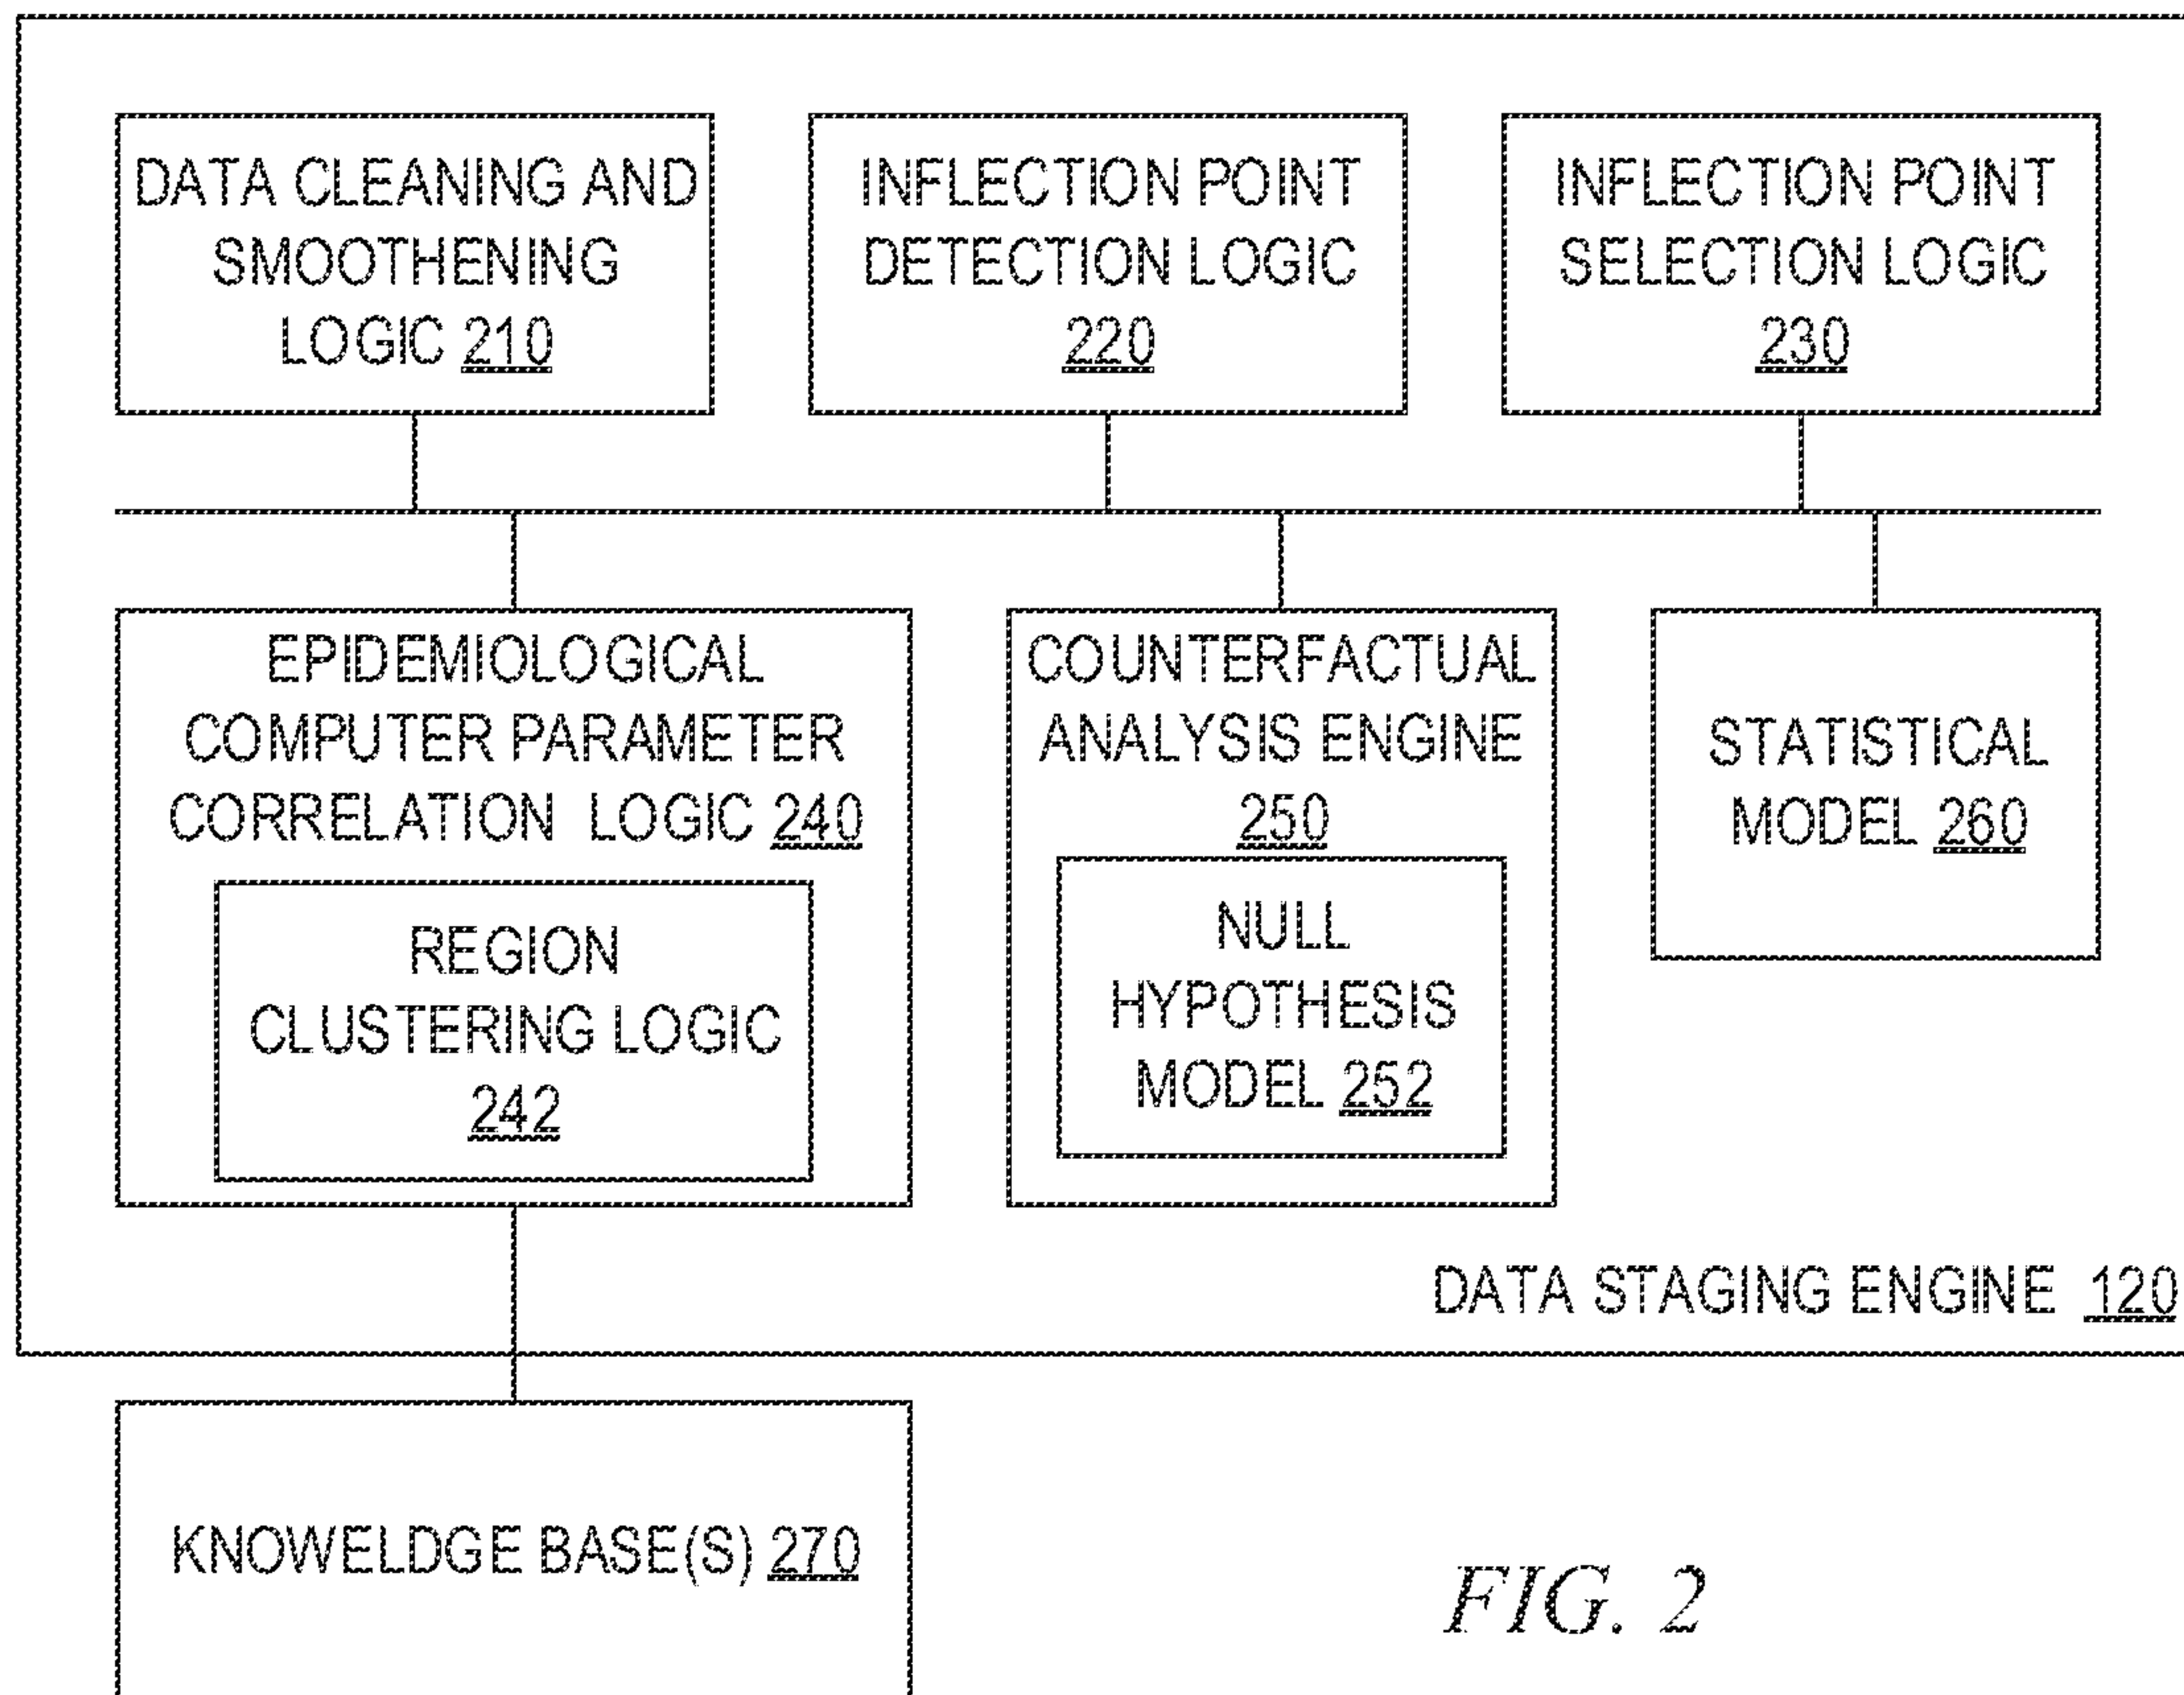 DATA CLEANING AND
SMOOTHENING
LOGIC 210
INFLECTION POINT
DETECTION LOGIC
220
INFLECTION POINT
SELECTION LOGIC
230
EPIDEMIOLOGICAL
COMPUTER PARAMETER
CORRELATION LOGIC 240
REGION
CLUSTERING LOGIC
242
COUNTERFACTUAL
ANALYSIS ENGINE
250
NULL
HYPOTHESIS
MODEL 252
STATISTICAL
MODEL 260
DATA STAGING ENGINE 120
KNOWELDGE BASE(S) 270
FIG. 2